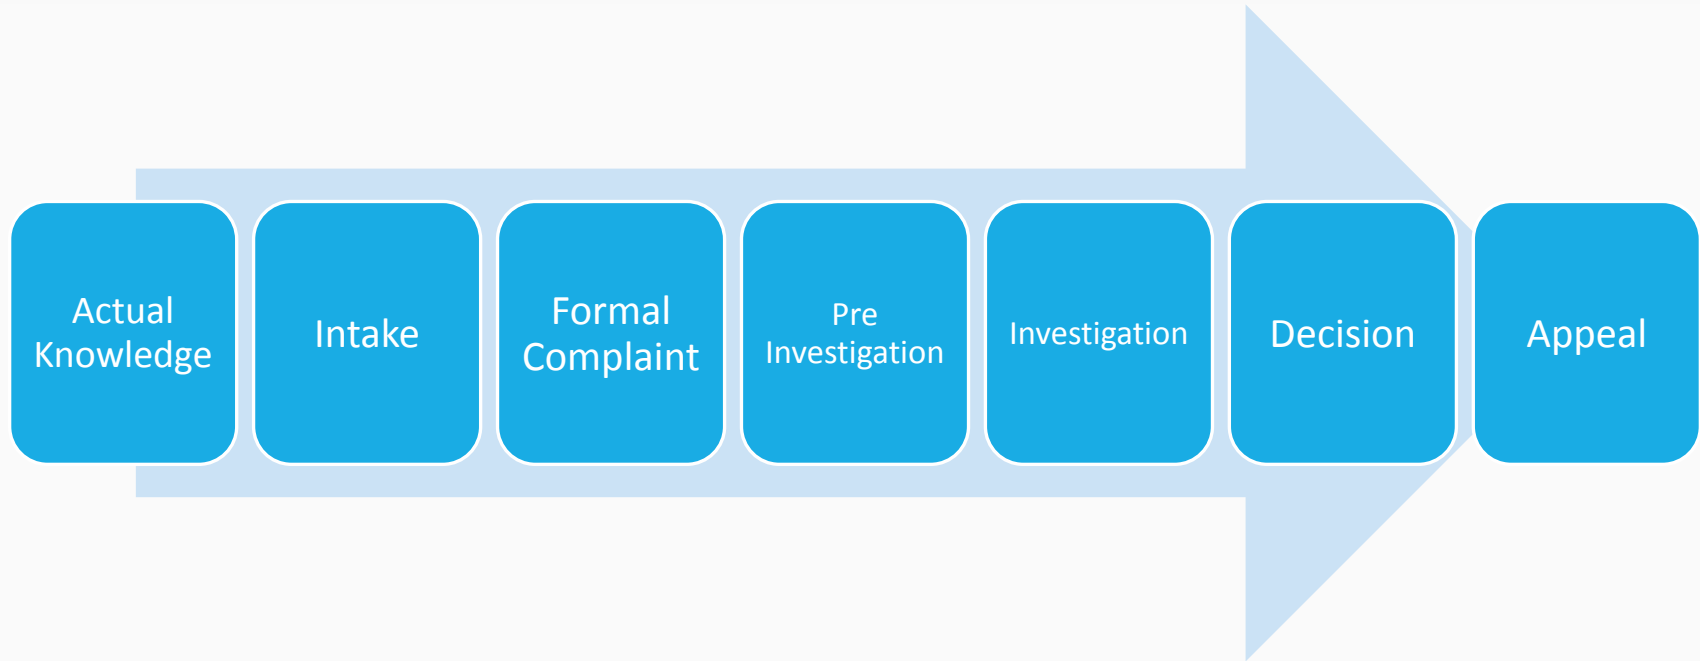 Actual
Knowledge
Intake
Formal
Complaint
Pre
Investigation
Investigation
Decision
Appeal